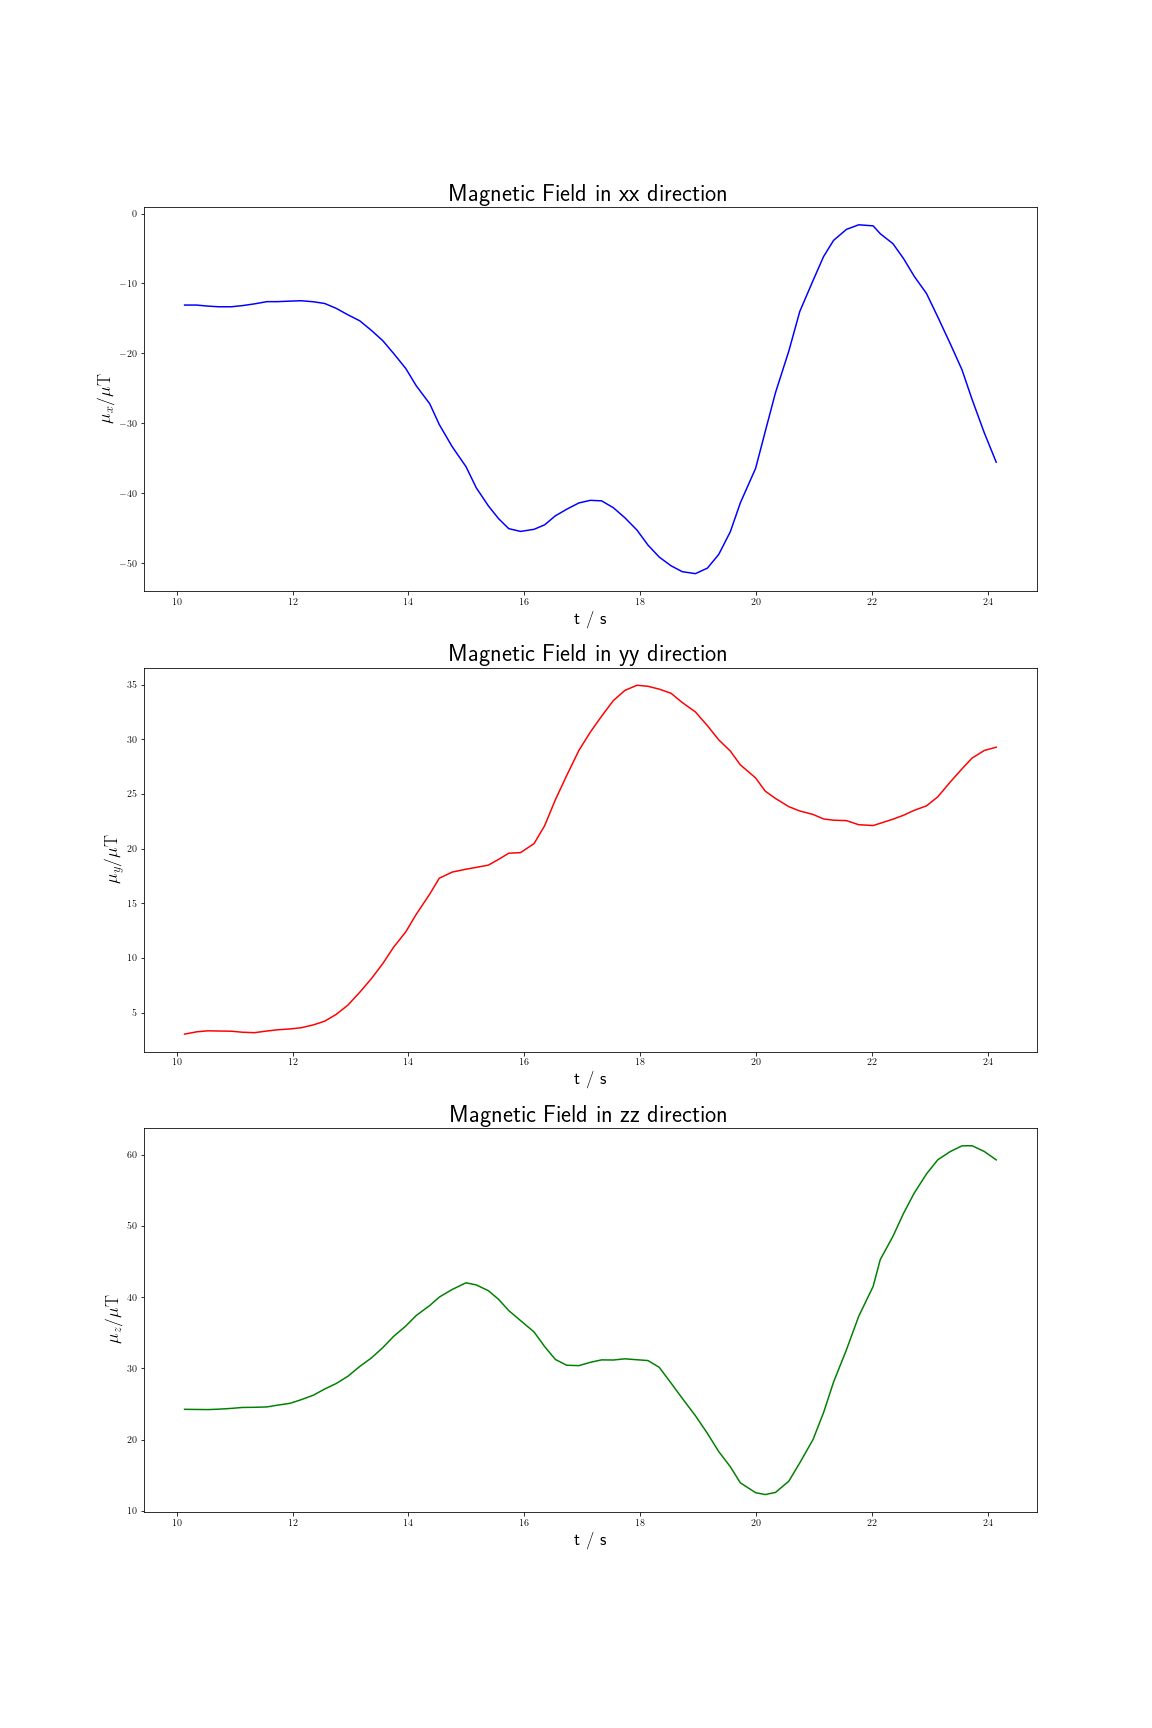 Magnetic Field in xx direction
0
−10
−20
−30
−40
−50
μx/μT
10 12 14 16 18 20 22 24
t / s
Magnetic Field in yy direction
35
30
25
20
15
10
5
μy/μT
10 12 14 16 18 20 22 24
t / s
Magnetic Field in zz direction
60
50
40
30
20
10
μz/μT
10 12 14 16 18 20 22 24
t / s